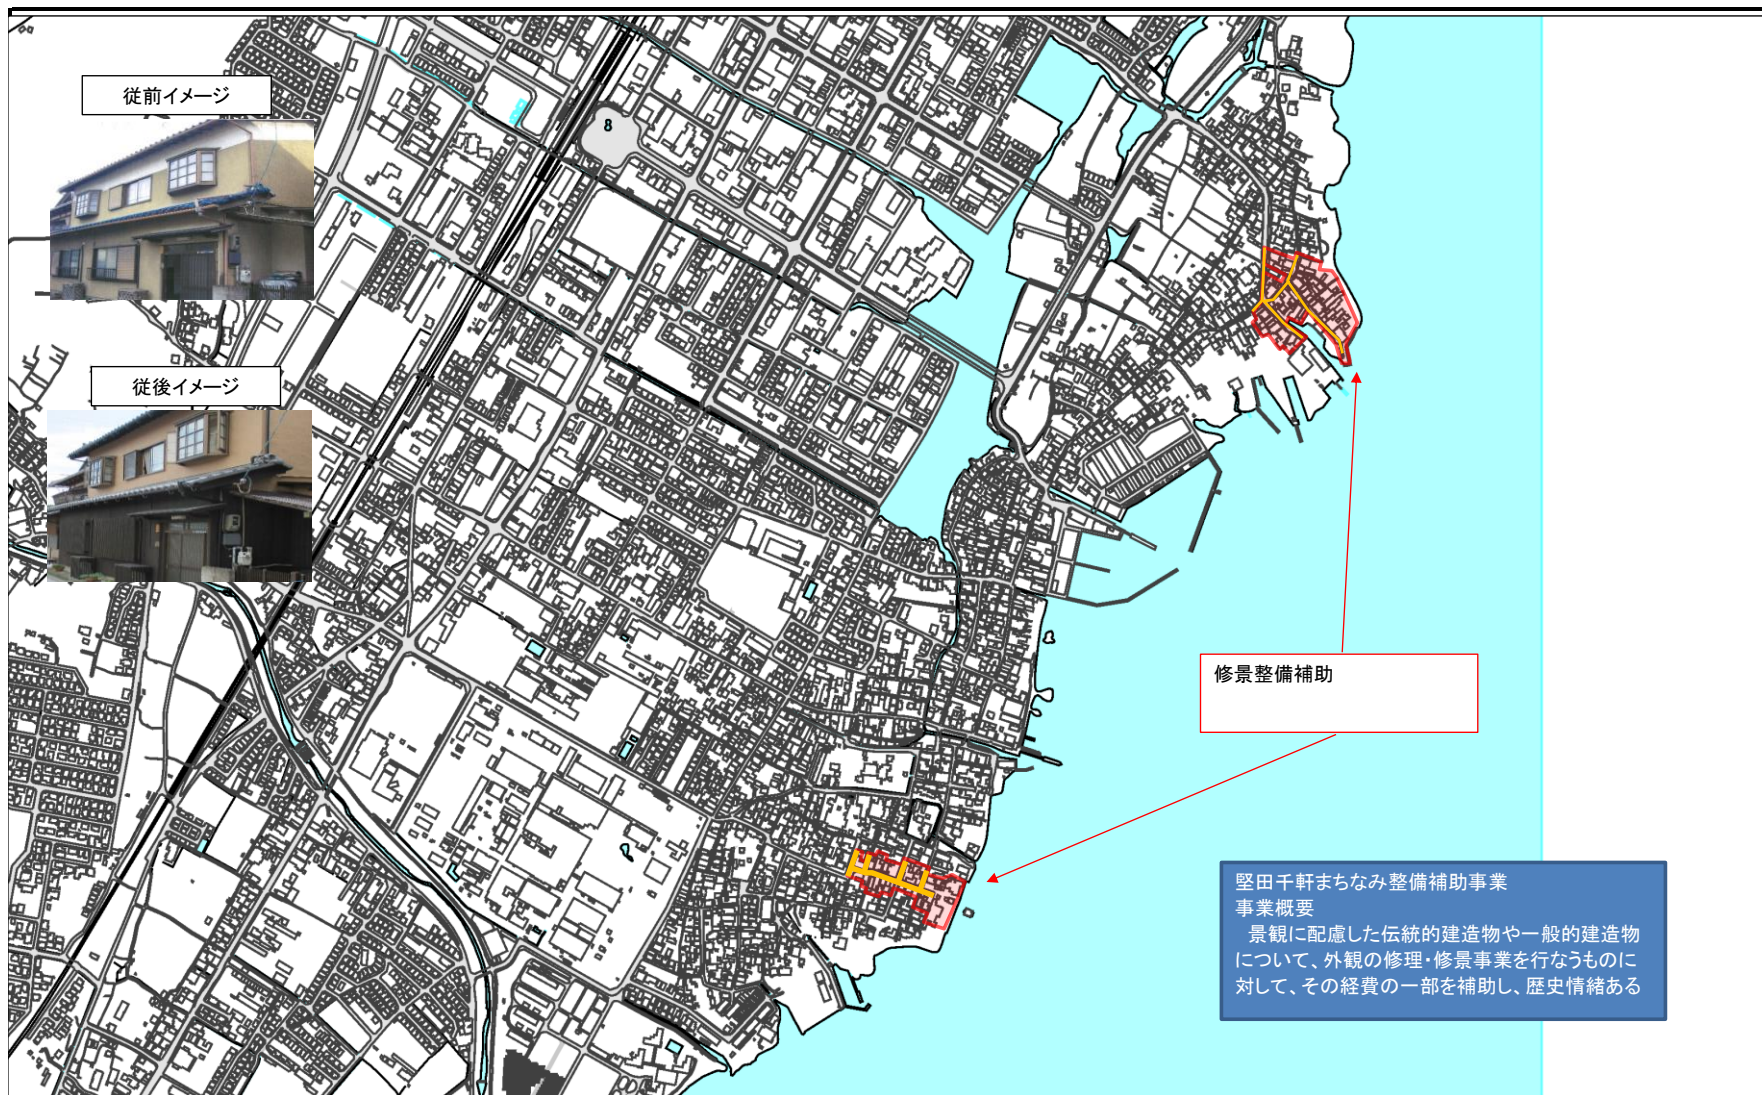 従前イメージ
8
従後イメージ
修景整備補助
堅田千軒まちなみ整備補助事業
事業概要
景観に配慮した伝統的建造物や一般的建造物
について、外観の修理・修景事業を行なうものに
対して、その経費の一部を補助し、歴史情緒ある